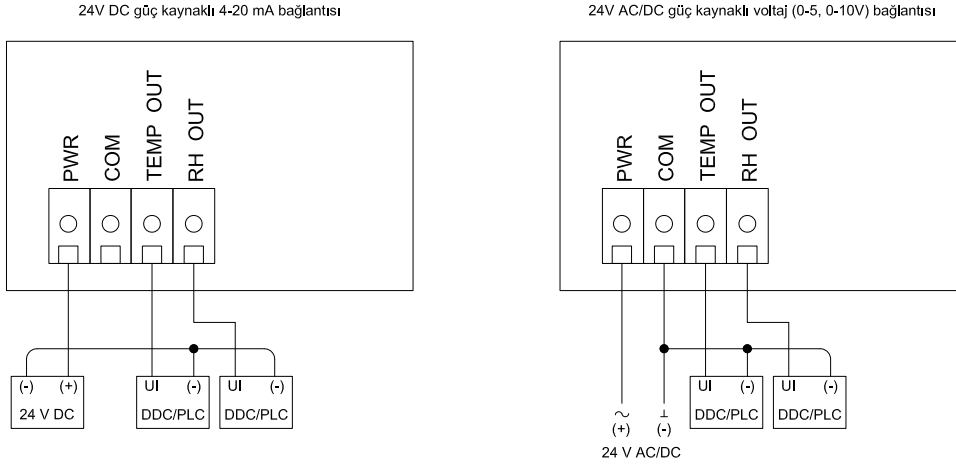 24V DC güç kaynaklı 4-20 mA bağlantısı
PWR
COM
TEMP OUT
RH OUT
(-) (+)
24 V DC
UI (-)
DDC/PLC
UI (-)
DDC/PLC
24V AC/DC güç kaynaklı voltaj (0-5, 0-10V) bağlantısı
PWR
COM
TEMP OUT
RH OUT
UI (-)
DDC/PLC
UI (-)
DDC/PLC
~ ⊥
(+) (-)
24 V AC/DC